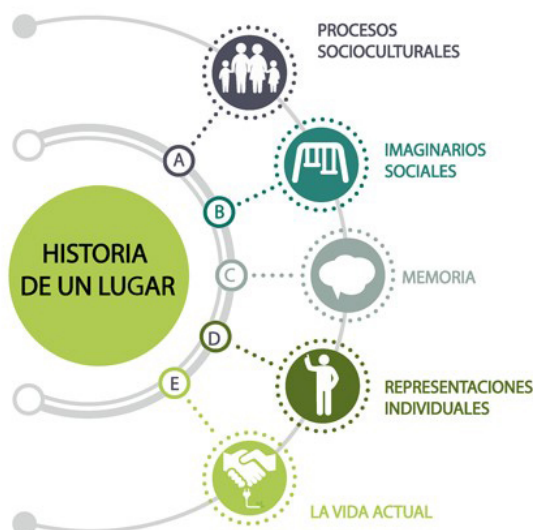 PROCESOS
SOCIOCULTURALES
A
IMAGINARIOS
SOCIALES
B
HISTORIA
DE UN LUGAR
C
MEMORIA
D
REPRESENTACIONES
INDIVIDUALES
E
LA VIDA ACTUAL